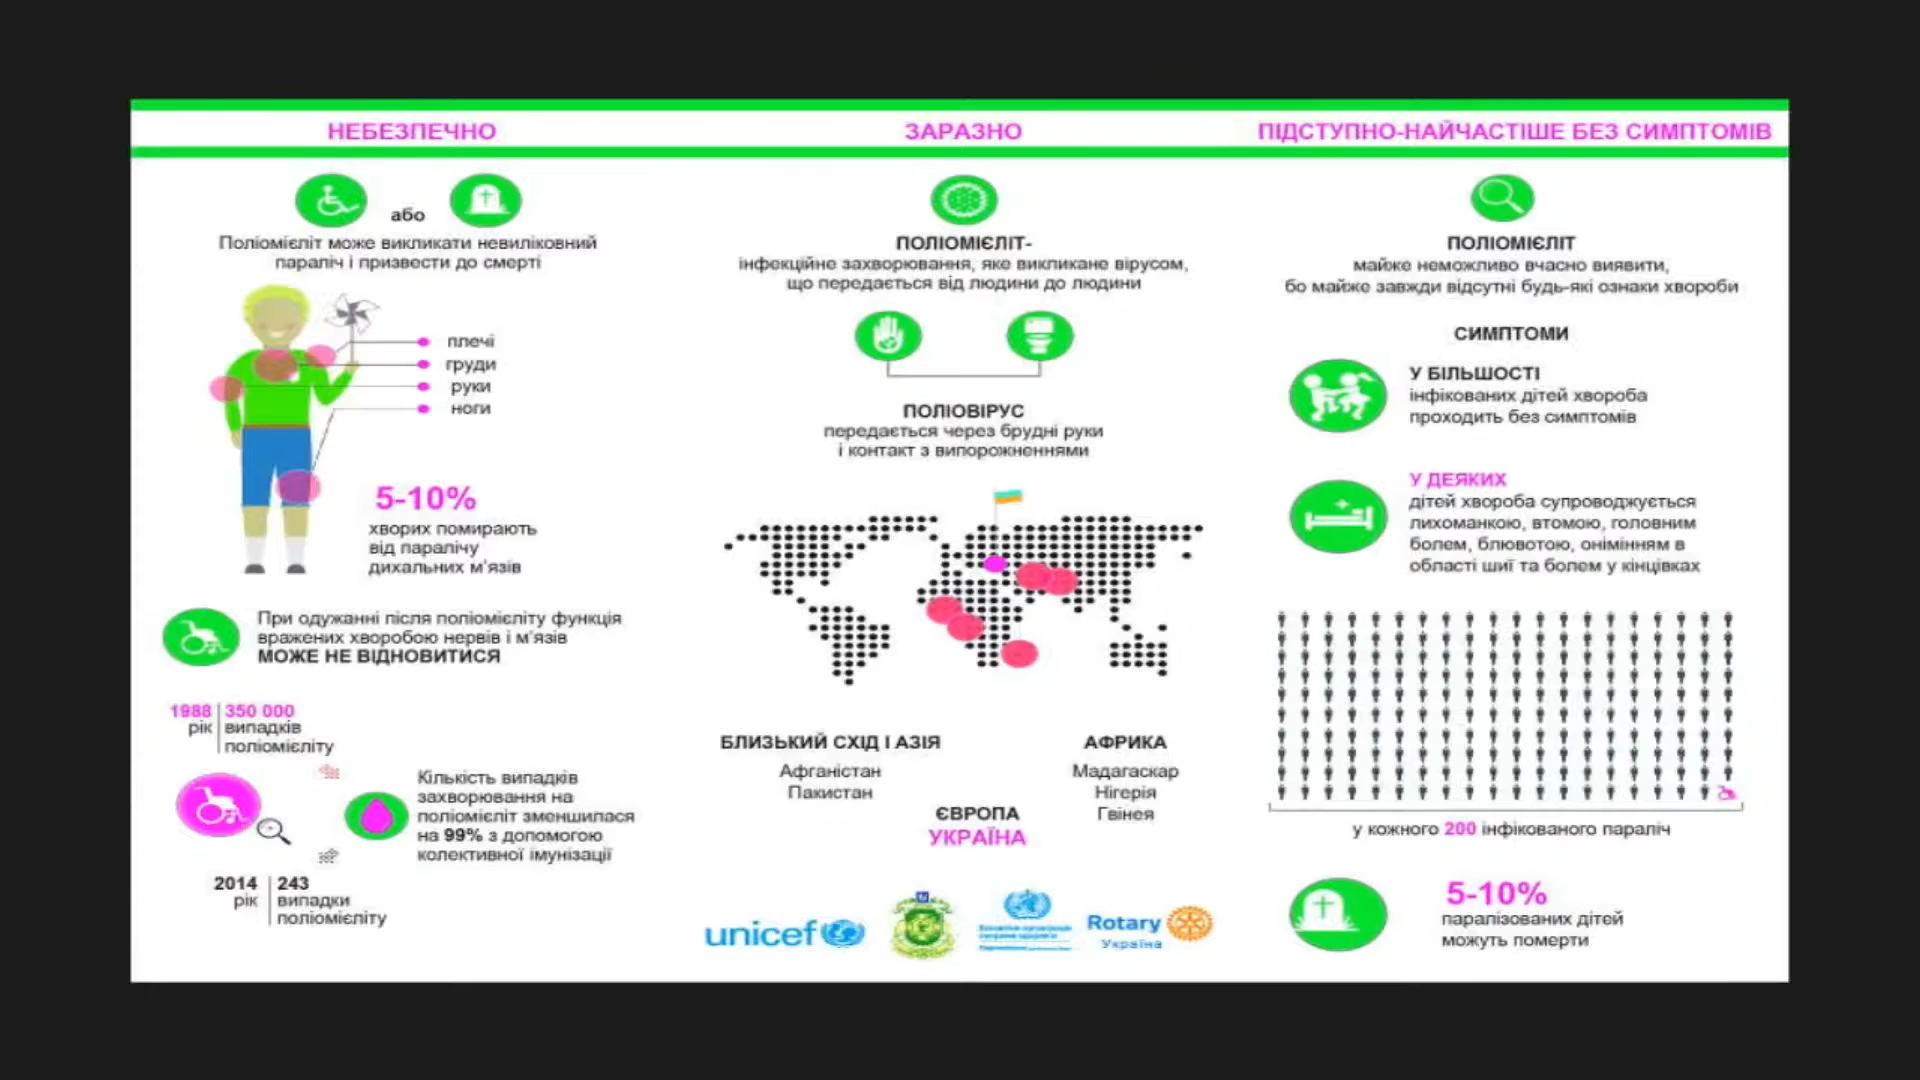 НЕБЕЗПЕЧНО
або
Поліомієліт може викликати невиліковний
параліч і призвести до смерті
плечі
груди
руки
ноги
5-10%
хворих помирають
від паралічу
дихальних м'язів
При одужанні після поліомієліту функція
вражених хворобою нервів і м'язів
МОЖЕ НЕ ВІДНОВИТИСЯ
1988 350 000
рік випадків
поліомієліту
Кількість випадків
захворювання на
поліомієліт зменшилася
на 99% з допомогою
колективної імунізації
2014 243
рік випадки
поліомієліту
ЗАРАЗНО
ПОЛІОМІЄЛІТ-
інфекційне захворювання, яке викликане вірусом,
що передається від людини до людини
ПОЛІОВІРУС
передається через брудні руки
і контакт з випорожненнями
БЛИЗЬКИЙ СХІД І АЗІЯ
Афганістан
Пакистан
ЄВРОПА
УКРАЇНА
АФРИКА
Мадагаскар
Нігерія
Гвінея
unicef
Rotary
Україна
ПІДСТУПНО-НАЙЧАСТІШЕ БЕЗ СИМПТОМІВ
ПОЛІОМІЄЛІТ
майже неможливо вчасно виявити,
бо майже завжди відсутні будь-які ознаки хвороби
СИМПТОМИ
У БІЛЬШОСТІ
інфікованих дітей хвороба
проходить без симптомів
У ДЕЯКИХ
дітей хвороба супроводжується
лихоманкою, втомою, головним
болем, блювотою, онімінням в
області шиї та болем у кінцівках
у кожного 200 інфікованого параліч
5-10%
паралізованих дітей
можуть померти